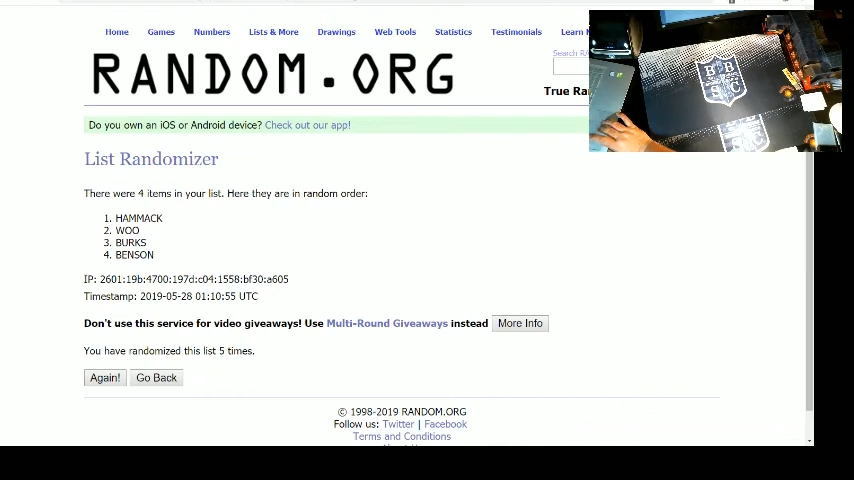 Home Games Numbers Lists & More Drawings Web Tools Statistics Testimonials Learn
RANDOM.ORG
Search RA
True Ra
Do you own an iOS or Android device? Check out our app!
List Randomizer
There were 4 items in your list. Here they are in random order:
1. HAMMACK
2. WOO
3. BURKS
4. BENSON
IP: 2601:19b:4700:197d:c04:1558:bf30:a605
Timestamp: 2019-05-28 01:10:55 UTC
Don't use this service for video giveaways! Use Multi-Round Giveaways instead More Info
You have randomized this list 5 times.
Again! Go Back
© 1998-2019 RANDOM.ORG
Follow us: Twitter | Facebook
Terms and Conditions
B B
S C